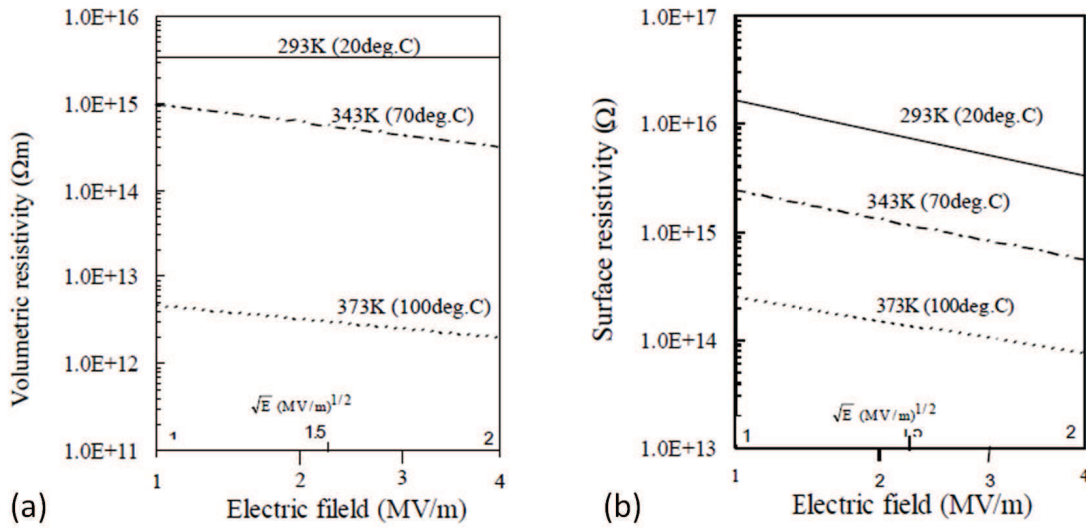 1.0E+16
293K (20deg.C)
1.0E+15
343K (70deg.C)
1.0E+14
1.0E+13
373K (100deg.C)
1.0E+12
√E (MV/m)1/2
1 1.5 2
1.0E+11
1 2 3 4
Volumetric resistivity (Ωm)
Electric fileld (MV/m)
(a)
1.0E+17
1.0E+16
293K (20deg.C)
343K (70deg.C)
1.0E+15
373K (100deg.C)
1.0E+14
√E (MV/m)1/2
1 1.5 2
1.0E+13
1 2 3 4
Surface resistivity (Ω)
Electric field (MV/m)
(b)